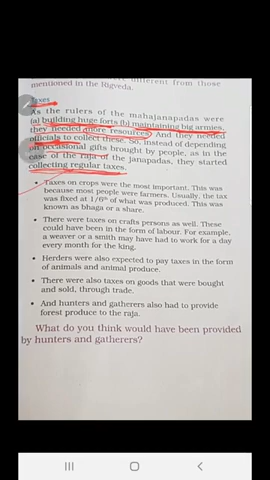 mentioned in the Rigveda.
Taxes
As the rulers of the mahajanapadas were
(a) building huge forts (b) maintaining big armies,
they needed more resources. And they needed
officials to collect these. So, instead of depending
on occasional gifts brought by people, as in the
case of the raja of the janapadas, they started
collecting regular taxes.
• Taxes on crops were the most important. This was
because most people were farmers. Usually, the tax
was fixed at 1/6th of what was produced. This was
known as bhaga or a share.
• There were taxes on crafts persons as well. These
could have been in the form of labour. For example,
a weaver or a smith may have had to work for a day
every month for the king.
• Herders were also expected to pay taxes in the form
of animals and animal produce.
• There were also taxes on goods that were bought
and sold, through trade.
• And hunters and gatherers also had to provide
forest produce to the raja.
What do you think would have been provided
by hunters and gatherers?